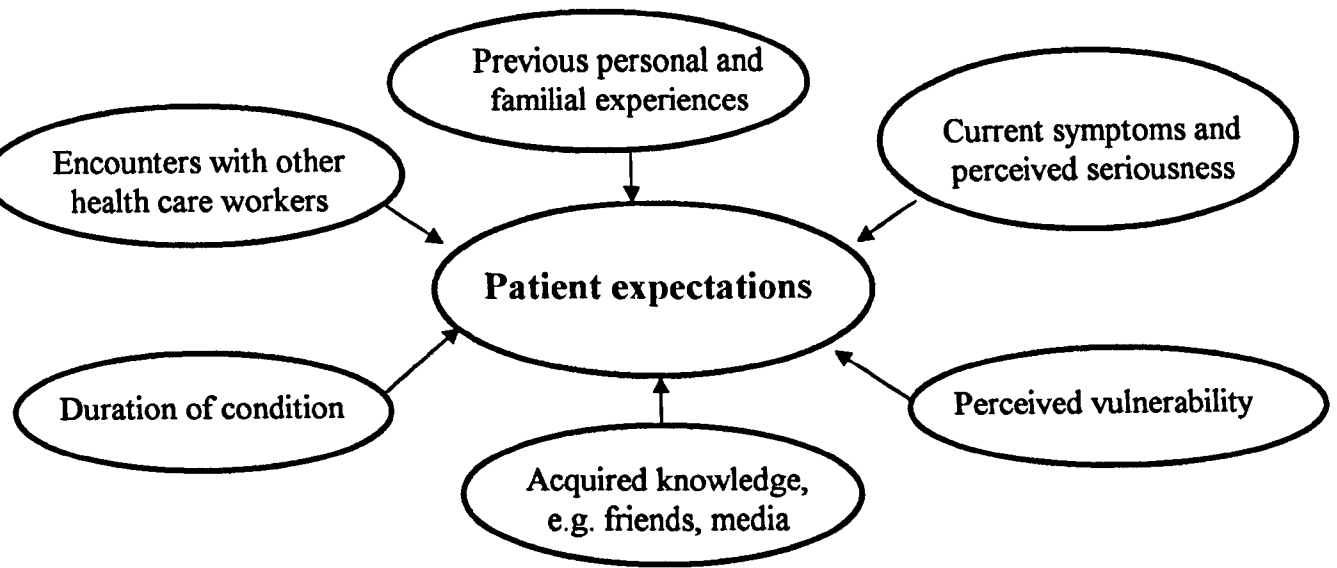 Previous personal and
familial experiences
Encounters with other
health care workers
Current symptoms and
perceived seriousness
Patient expectations
Duration of condition
Perceived vulnerability
Acquired knowledge,
e.g. friends, media